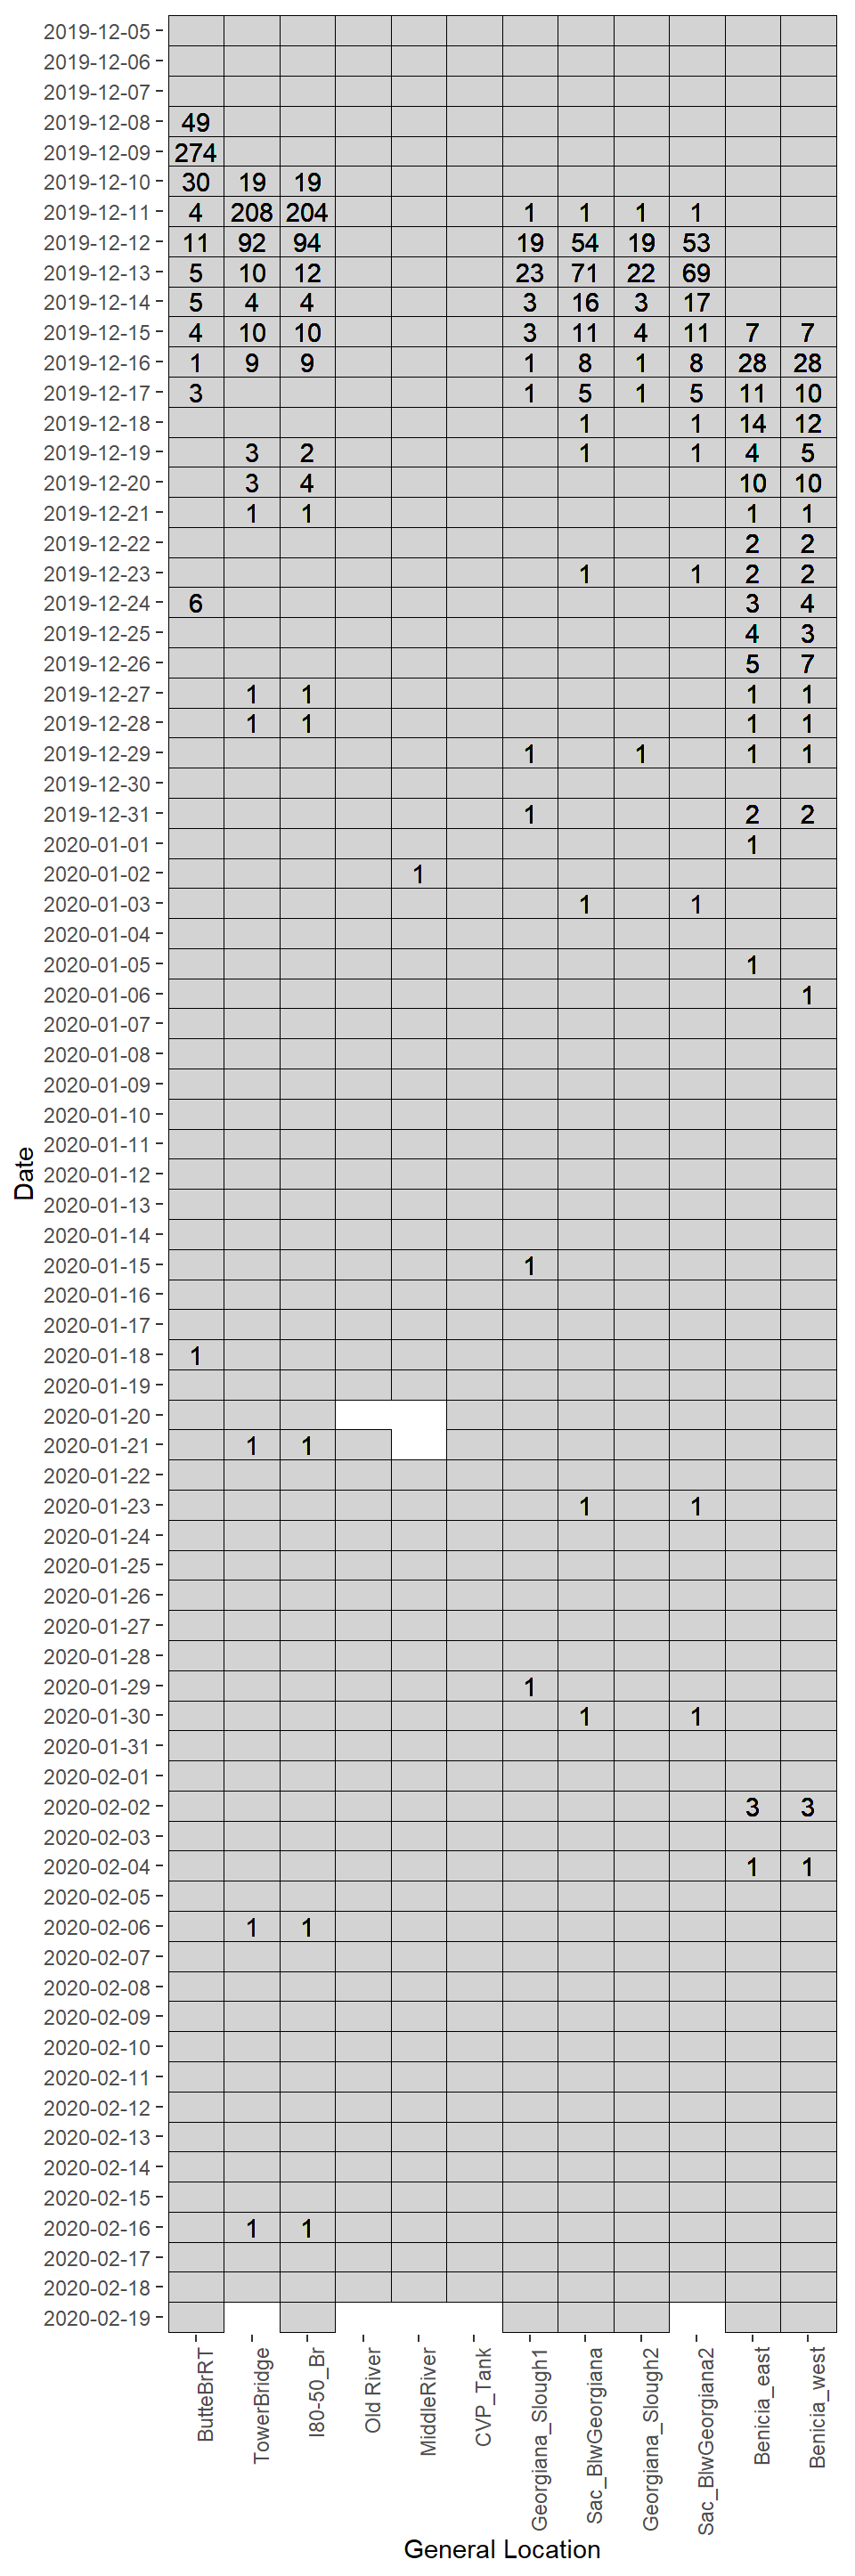 2019-12-05
2019-12-06
2019-12-07
2019-12-08 49
2019-12-09 274
2019-12-10 30 19 19
2019-12-11 4 208 204 1 1 1 1
2019-12-12 11 92 94 19 54 19 53
2019-12-13 5 10 12 23 71 22 69
2019-12-14 5 4 4 3 16 3 17
2019-12-15 4 10 10 3 11 4 11 7 7
2019-12-16 1 9 9 1 8 1 8 28 28
2019-12-17 3 1 5 1 5 11 10
2019-12-18 1 1 14 12
2019-12-19 3 2 1 1 4 5
2019-12-20 3 4 10 10
2019-12-21 1 1 1 1
2019-12-22 2 2
2019-12-23 1 1 2 2
2019-12-24 6 3 4
2019-12-25 4 3
2019-12-26 5 7
2019-12-27 1 1 1 1
2019-12-28 1 1 1 1
2019-12-29 1 1 1 1
2019-12-30
2019-12-31 1 2 2
2020-01-01 1
2020-01-02 1
2020-01-03 1 1
2020-01-04
2020-01-05 1
2020-01-06 1
2020-01-07
2020-01-08
2020-01-09
2020-01-10
2020-01-11
2020-01-12
2020-01-13
2020-01-14
2020-01-15 1
2020-01-16
2020-01-17
2020-01-18 1
2020-01-19
2020-01-20
2020-01-21 1 1
2020-01-22
2020-01-23 1 1
2020-01-24
2020-01-25
2020-01-26
2020-01-27
2020-01-28
2020-01-29 1
2020-01-30 1 1
2020-01-31
2020-02-01
2020-02-02 3 3
2020-02-03
2020-02-04 1 1
2020-02-05
2020-02-06 1 1
2020-02-07
2020-02-08
2020-02-09
2020-02-10
2020-02-11
2020-02-12
2020-02-13
2020-02-14
2020-02-15
2020-02-16 1 1
2020-02-17
2020-02-18
2020-02-19
Date
ButteBrRT
TowerBridge
I80-50_Br
Old River
MiddleRiver
CVP_Tank
Georgiana_Slough1
Sac_BlwGeorgiana
Georgiana_Slough2
Sac_BlwGeorgiana2
Benicia_east
Benicia_west
General Location